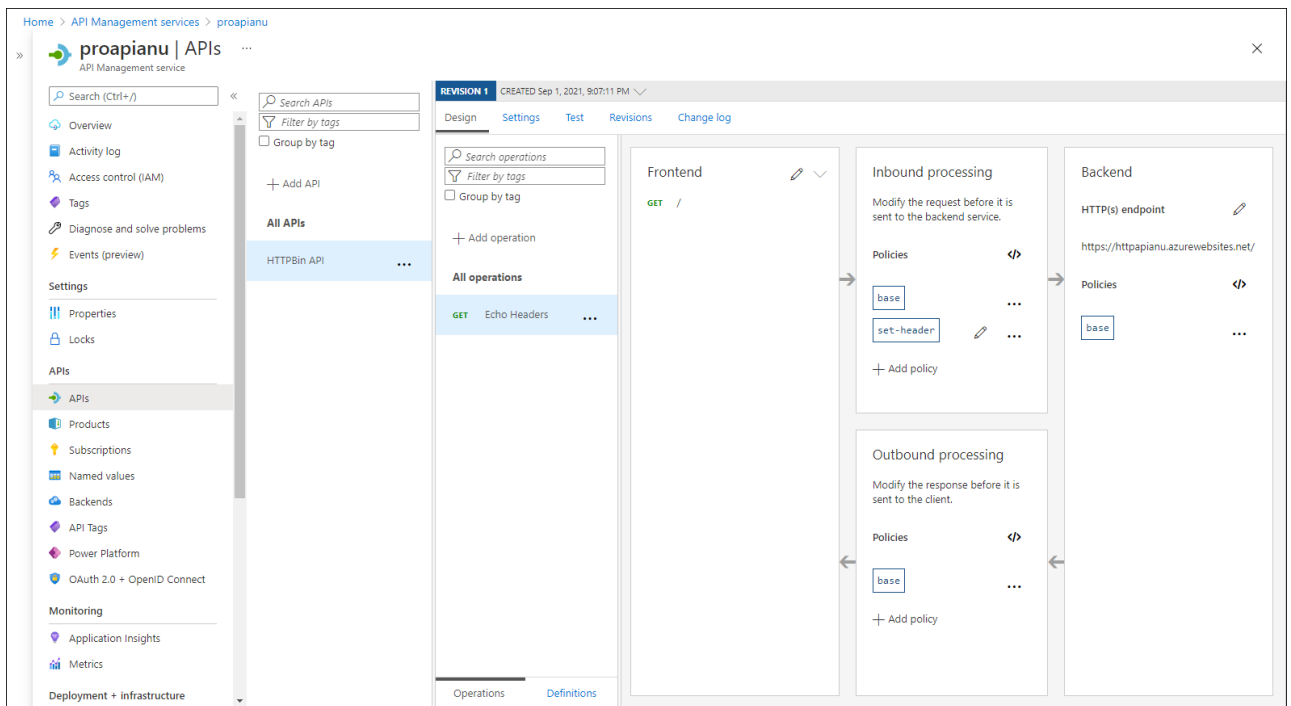 Home > API Management services > proapianu
»
proapianu | APIs ...
API Management service
Search (Ctrl+/)
«
Overview
Activity log
Access control (IAM)
Tags
Diagnose and solve problems
Events (preview)
Settings
Properties
Locks
APIs
APIs
Products
Subscriptions
Named values
Backends
API Tags
Power Platform
OAuth 2.0 + OpenID Connect
Monitoring
Application Insights
Metrics
Deployment + infrastructure
Search APIs
Filter by tags
Group by tag
+ Add API
All APIs
HTTPBin API ...
REVISION 1 CREATED Sep 1, 2021, 9:07:11 PM
Design Settings Test Revisions Change log
Search operations
Filter by tags
Group by tag
+ Add operation
All operations
GET Echo Headers ...
Operations Definitions
Frontend
GET /
Inbound processing
Modify the request before it is
sent to the backend service.
Policies </>
base ...
set-header ...
+ Add policy
Outbound processing
Modify the response before it is
sent to the client.
Policies </>
base ...
+ Add policy
Backend
HTTP(s) endpoint
https://httpapianu.azurewebsites.net/
Policies </>
base ...